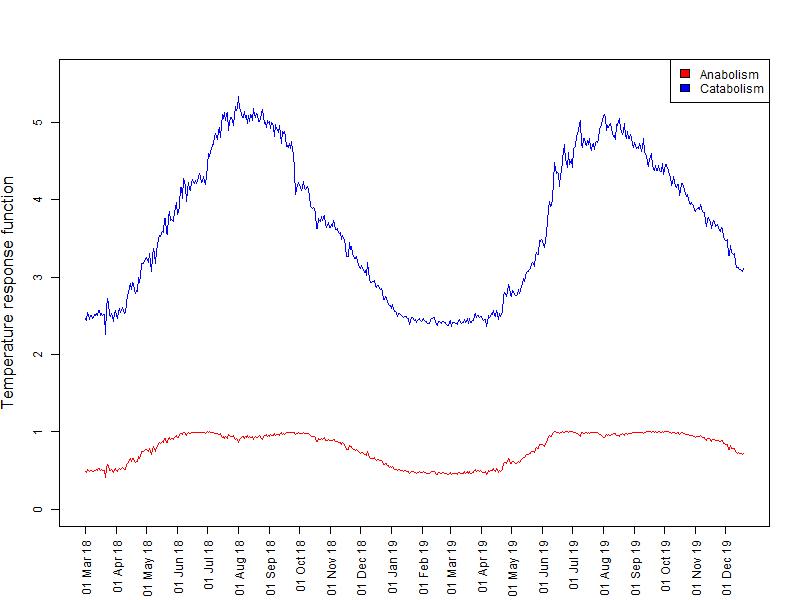 Anabolism
Catabolism
Temperature response function
5
4
3
2
1
0
01 Mar 18
01 Apr 18
01 May 18
01 Jun 18
01 Jul 18
01 Aug 18
01 Sep 18
01 Oct 18
01 Nov 18
01 Dec 18
01 Jan 19
01 Feb 19
01 Mar 19
01 Apr 19
01 May 19
01 Jun 19
01 Jul 19
01 Aug 19
01 Sep 19
01 Oct 19
01 Nov 19
01 Dec 19